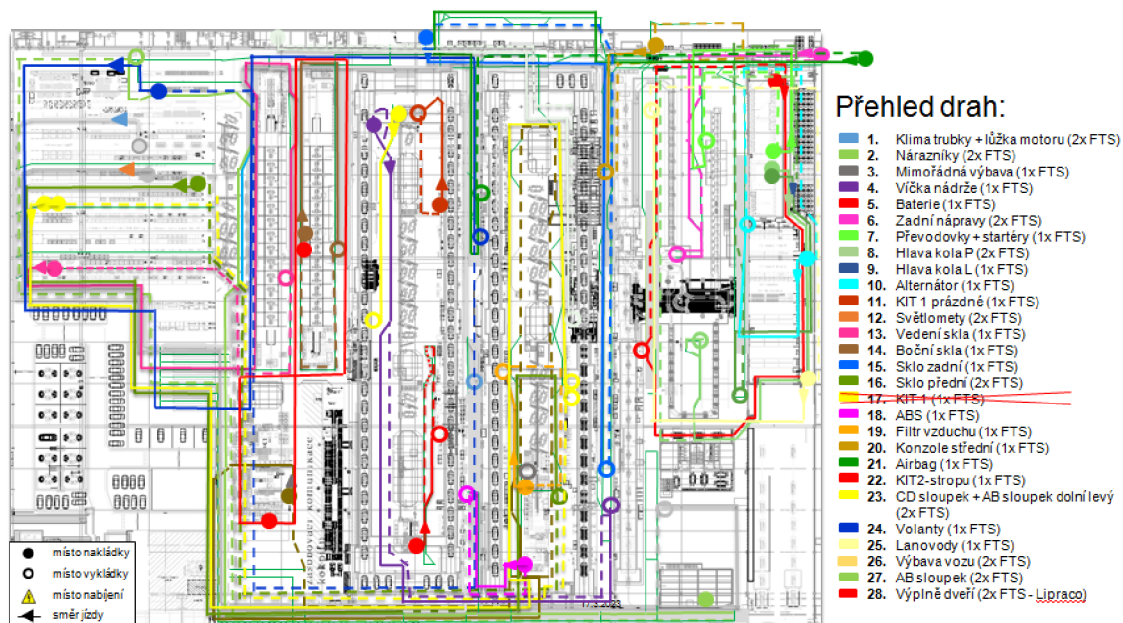 Přehled drah:
1. Klima trubky + lůžka motoru (2x FTS)
2. Nárazníky (2x FTS)
3. Mimořádná výbava (1x FTS)
4. Víčka nádrže (1x FTS)
5. Baterie (1x FTS)
6. Zadní nápravy (2x FTS)
7. Převodovky + startéry (1x FTS)
8. Hlava kola P (2x FTS)
9. Hlava kola L (1x FTS)
10. Alternátor (1x FTS)
11. KIT 1 prázdné (1x FTS)
12. Světlomety (2x FTS)
13. Vedení skla (1x FTS)
14. Boční skla (1x FTS)
15. Sklo zadní (1x FTS)
16. Sklo přední (2x FTS)
17. KIT 1 (1x FTS)
18. ABS (1x FTS)
19. Filtr vzduchu (1x FTS)
20. Konzole střední (1x FTS)
21. Airbag (1x FTS)
22. KIT2-stropu (1x FTS)
23. CD sloupek + AB sloupek dolní levý
(2x FTS)
24. Volanty (1x FTS)
25. Lanovody (1x FTS)
26. Výbava vozu (2x FTS)
27. AB sloupek (2x FTS)
28. Výplně dveří (2x FTS - Lipraco)
místo nakládky
místo vykládky
místo nabíjení
směr jízdy
17.3.2023